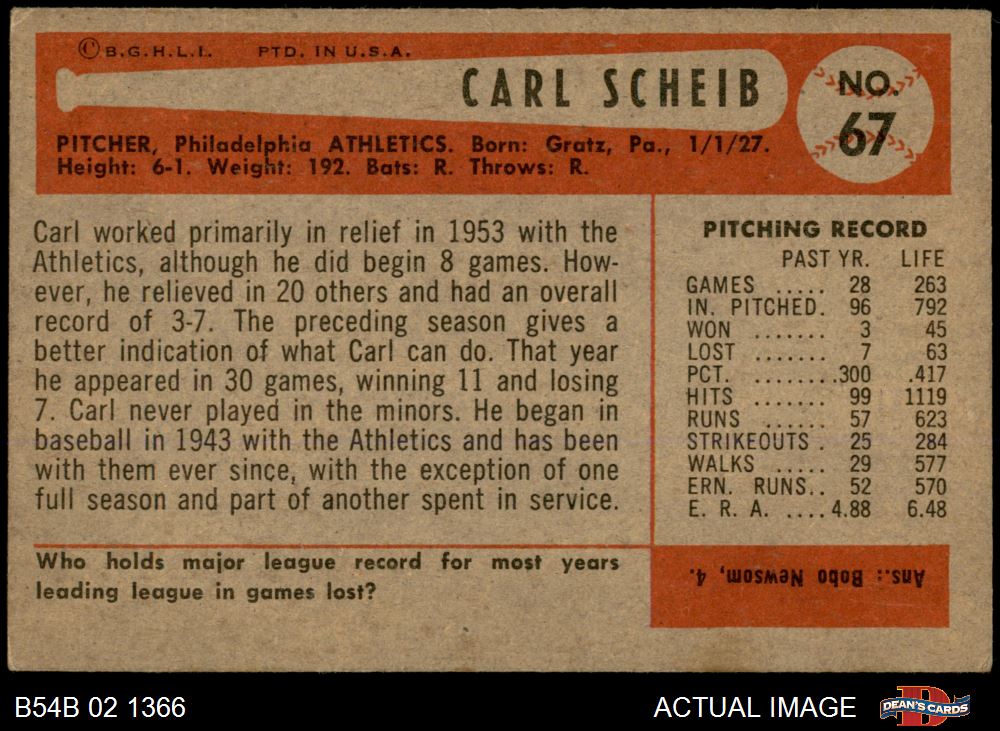 ©B.G.H.L.I. PTD. IN U.S.A.
CARL SCHEIB
NO.
67
PITCHER, Philadelphia ATHLETICS. Born: Gratz, Pa., 1/1/27.
Height: 6-1. Weight: 192. Bats: R. Throws: R.
Carl worked primarily in relief in 1953 with the
Athletics, although he did begin 8 games. How-
ever, he relieved in 20 others and had an overall
record of 3-7. The preceding season gives a
better indication of what Carl can do. That year
he appeared in 30 games, winning 11 and losing
7. Carl never played in the minors. He began in
baseball in 1943 with the Athletics and has been
with them ever since, with the exception of one
full season and part of another spent in service.
PITCHING RECORD
PAST YR. LIFE
GAMES ..... 28 263
IN. PITCHED. 96 792
WON ....... 3 45
LOST ....... 7 63
PCT. ........300 .417
HITS ....... 99 1119
RUNS ...... 57 623
STRIKEOUTS . 25 284
WALKS ..... 29 577
ERN. RUNS.. 52 570
E. R. A. ....4.88 6.48
Who holds major league record for most years
leading league in games lost?
Ans.: Bobo Newsom, 4.
B54B 02 1366
ACTUAL IMAGE
D
DEAN'S CARDS